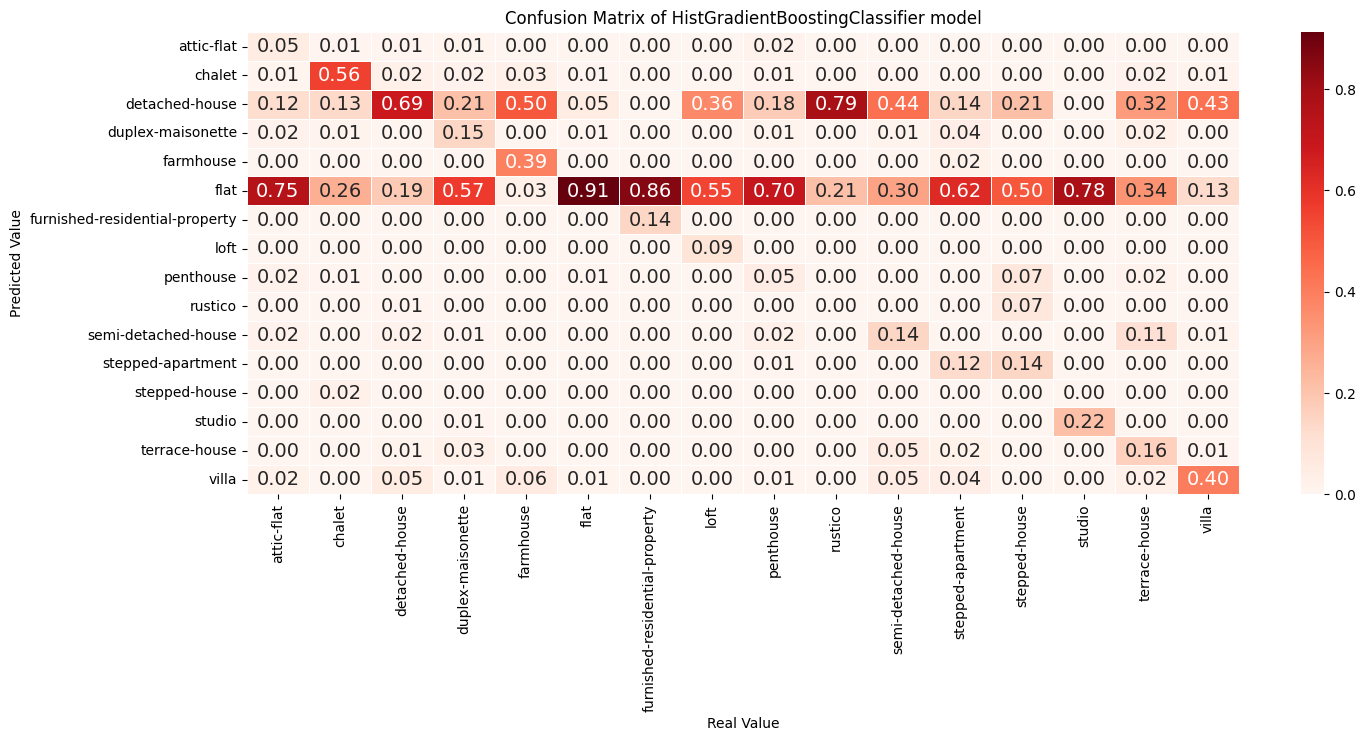 Confusion Matrix of HistGradientBoostingClassifier model
Predicted Value
attic-flat 0.05 0.01 0.01 0.01 0.00 0.00 0.00 0.00 0.02 0.00 0.00 0.00 0.00 0.00 0.00 0.00
chalet 0.01 0.56 0.02 0.02 0.03 0.01 0.00 0.00 0.01 0.00 0.00 0.00 0.00 0.00 0.02 0.01
detached-house 0.12 0.13 0.69 0.21 0.50 0.05 0.00 0.36 0.18 0.79 0.44 0.14 0.21 0.00 0.32 0.43
duplex-maisonette 0.02 0.01 0.00 0.15 0.00 0.01 0.00 0.00 0.01 0.00 0.01 0.04 0.00 0.00 0.02 0.00
farmhouse 0.00 0.00 0.00 0.00 0.39 0.00 0.00 0.00 0.00 0.00 0.00 0.02 0.00 0.00 0.00 0.00
flat 0.75 0.26 0.19 0.57 0.03 0.91 0.86 0.55 0.70 0.21 0.30 0.62 0.50 0.78 0.34 0.13
furnished-residential-property 0.00 0.00 0.00 0.00 0.00 0.00 0.14 0.00 0.00 0.00 0.00 0.00 0.00 0.00 0.00 0.00
loft 0.00 0.00 0.00 0.00 0.00 0.00 0.00 0.09 0.00 0.00 0.00 0.00 0.00 0.00 0.00 0.00
penthouse 0.02 0.01 0.00 0.00 0.00 0.01 0.00 0.00 0.05 0.00 0.00 0.00 0.07 0.00 0.02 0.00
rustico 0.00 0.00 0.01 0.00 0.00 0.00 0.00 0.00 0.00 0.00 0.00 0.00 0.07 0.00 0.00 0.00
semi-detached-house 0.02 0.00 0.02 0.01 0.00 0.00 0.00 0.00 0.02 0.00 0.14 0.00 0.00 0.00 0.11 0.01
stepped-apartment 0.00 0.00 0.00 0.00 0.00 0.00 0.00 0.00 0.01 0.00 0.00 0.12 0.14 0.00 0.00 0.00
stepped-house 0.00 0.02 0.00 0.00 0.00 0.00 0.00 0.00 0.00 0.00 0.00 0.00 0.00 0.00 0.00 0.00
studio 0.00 0.00 0.00 0.01 0.00 0.00 0.00 0.00 0.00 0.00 0.00 0.00 0.00 0.22 0.00 0.00
terrace-house 0.00 0.00 0.01 0.03 0.00 0.00 0.00 0.00 0.00 0.00 0.05 0.02 0.00 0.00 0.16 0.01
villa 0.02 0.00 0.05 0.01 0.06 0.01 0.00 0.00 0.01 0.00 0.05 0.04 0.00 0.00 0.02 0.40
attic-flat
chalet
detached-house
duplex-maisonette
farmhouse
flat
furnished-residential-property
loft
penthouse
rustico
semi-detached-house
stepped-apartment
stepped-house
studio
terrace-house
villa
Real Value
0.8
0.6
0.4
0.2
0.0